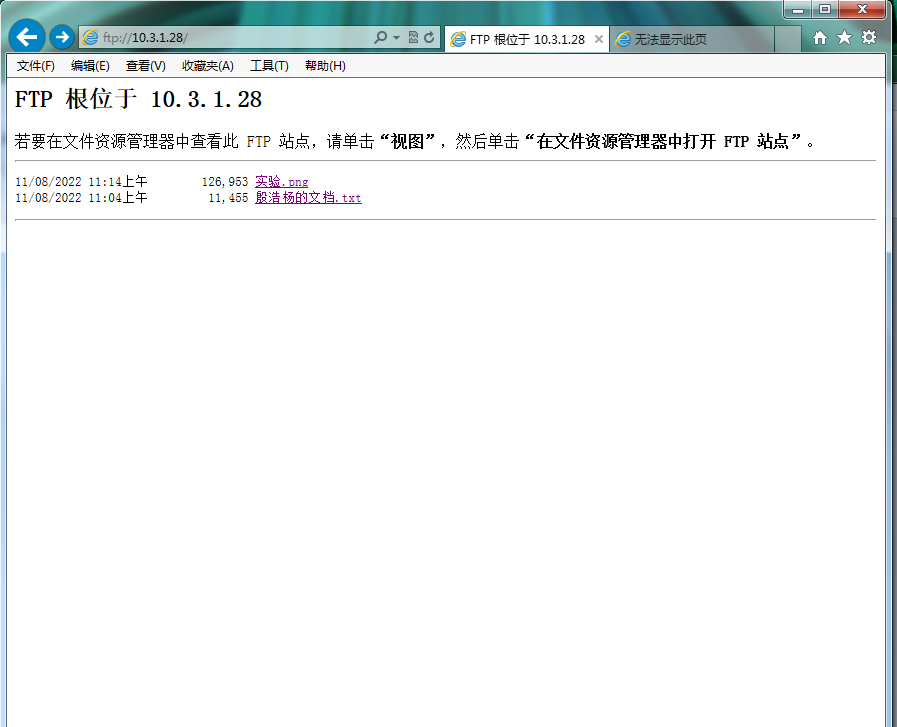 ftp://10.3.1.28/
FTP 根位于 10.3.1.28
无法显示此页
文件(F) 编辑(E) 查看(V) 收藏夹(A) 工具(T) 帮助(H)
FTP 根位于 10.3.1.28
若要在文件资源管理器中查看此 FTP 站点，请单击“视图”，然后单击“在文件资源管理器中打开 FTP 站点”。
11/08/2022 11:14上午 126,953 实验.png
11/08/2022 11:04上午 11,455 殷浩杨的文档.txt